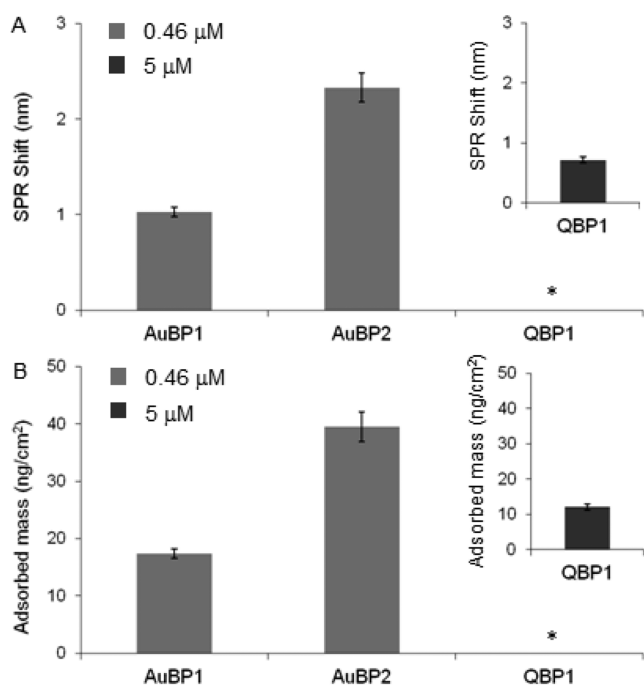 A
3
2
1
0
SPR Shift (nm)
0.46 μM
5 μM
AuBP1
AuBP2
QBP1
*
3
2
1
0
SPR Shift (nm)
QBP1
B
50
40
30
20
10
0
Adsorbed mass (ng/cm²)
0.46 μM
5 μM
AuBP1
AuBP2
QBP1
*
50
40
30
20
10
0
Adsorbed mass (ng/cm²)
QBP1